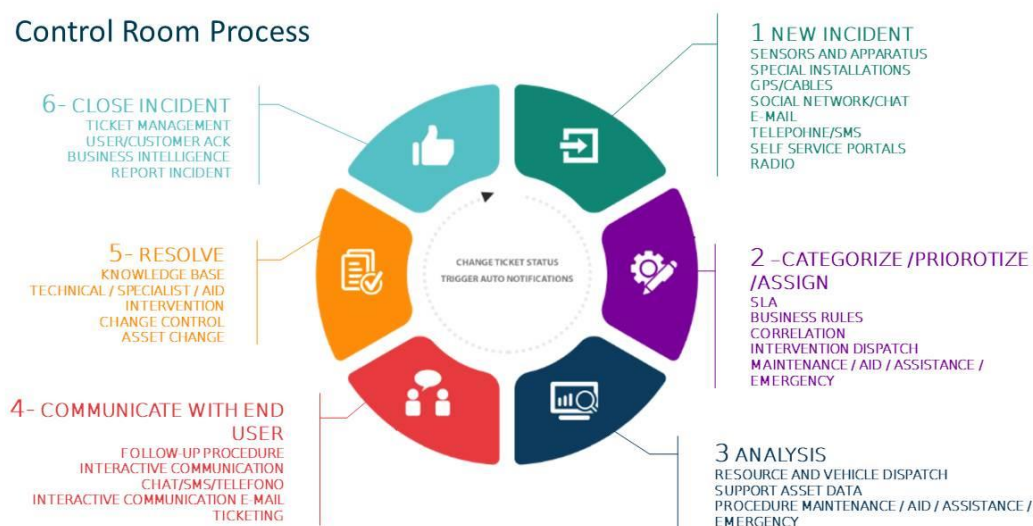 Control Room Process
1 NEW INCIDENT
SENSORS AND APPARATUS
SPECIAL INSTALLATIONS
GPS/CABLES
SOCIAL NETWORK/CHAT
E-MAIL
TELEPOHNE/SMS
SELF SERVICE PORTALS
RADIO
2 -CATEGORIZE /PRIOROTIZE
/ASSIGN
SLA
BUSINESS RULES
CORRELATION
INTERVENTION DISPATCH
MAINTENANCE / AID / ASSISTANCE /
EMERGENCY
3 ANALYSIS
RESOURCE AND VEHICLE DISPATCH
SUPPORT ASSET DATA
PROCEDURE MAINTENANCE / AID / ASSISTANCE /
EMERGENCY
4- COMMUNICATE WITH END
USER
FOLLOW-UP PROCEDURE
INTERACTIVE COMMUNICATION
CHAT/SMS/TELEFONO
INTERACTIVE COMMUNICATION E-MAIL
TICKETING
5- RESOLVE
KNOWLEDGE BASE
TECHNICAL / SPECIALIST / AID
INTERVENTION
CHANGE CONTROL
ASSET CHANGE
6- CLOSE INCIDENT
TICKET MANAGEMENT
USER/CUSTOMER ACK
BUSINESS INTELLIGENCE
REPORT INCIDENT
CHANGE TICKET STATUS
TRIGGER AUTO NOTIFICATIONS